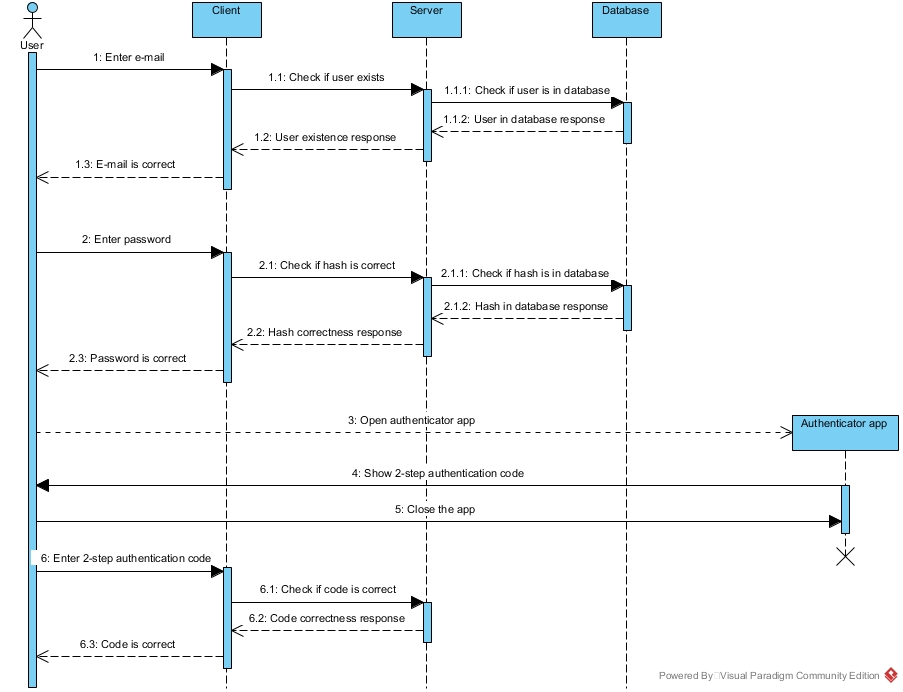 Client
Server
Database
User
1: Enter e-mail
1.1: Check if user exists
1.1.1: Check if user is in database
1.1.2: User in database response
1.2: User existence response
1.3: E-mail is correct
2: Enter password
2.1: Check if hash is correct
2.1.1: Check if hash is in database
2.1.2: Hash in database response
2.2: Hash correctness response
2.3: Password is correct
3: Open authenticator app
Authenticator app
4: Show 2-step authentication code
5: Close the app
6: Enter 2-step authentication code
6.1: Check if code is correct
6.2: Code correctness response
6.3: Code is correct
Powered By Visual Paradigm Community Edition